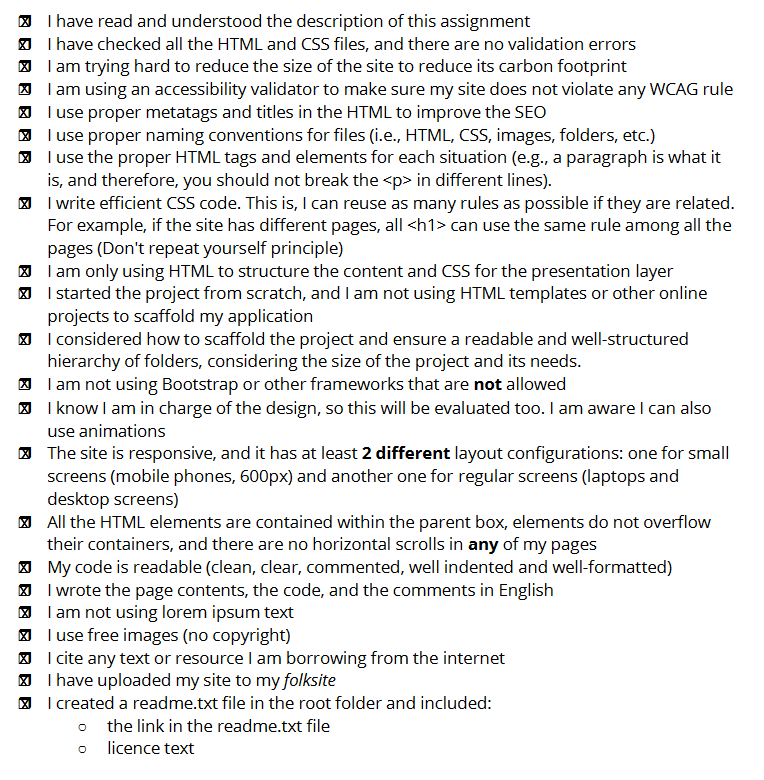 I have read and understood the description of this assignment
I have checked all the HTML and CSS files, and there are no validation errors
I am trying hard to reduce the size of the site to reduce its carbon footprint
I am using an accessibility validator to make sure my site does not violate any WCAG rule
I use proper metatags and titles in the HTML to improve the SEO
I use proper naming conventions for files (i.e., HTML, CSS, images, folders, etc.)
I use the proper HTML tags and elements for each situation (e.g., a paragraph is what it
is, and therefore, you should not break the <p> in different lines).
I write efficient CSS code. This is, I can reuse as many rules as possible if they are related.
For example, if the site has different pages, all <h1> can use the same rule among all the
pages (Don't repeat yourself principle)
I am only using HTML to structure the content and CSS for the presentation layer
I started the project from scratch, and I am not using HTML templates or other online
projects to scaffold my application
I considered how to scaffold the project and ensure a readable and well-structured
hierarchy of folders, considering the size of the project and its needs.
I am not using Bootstrap or other frameworks that are not allowed
I know I am in charge of the design, so this will be evaluated too. I am aware I can also
use animations
The site is responsive, and it has at least 2 different layout configurations: one for small
screens (mobile phones, 600px) and another one for regular screens (laptops and
desktop screens)
All the HTML elements are contained within the parent box, elements do not overflow
their containers, and there are no horizontal scrolls in any of my pages
My code is readable (clean, clear, commented, well indented and well-formatted)
I wrote the page contents, the code, and the comments in English
I am not using lorem ipsum text
I use free images (no copyright)
I cite any text or resource I am borrowing from the internet
I have uploaded my site to my folksite
I created a readme.txt file in the root folder and included:
the link in the readme.txt file
licence text